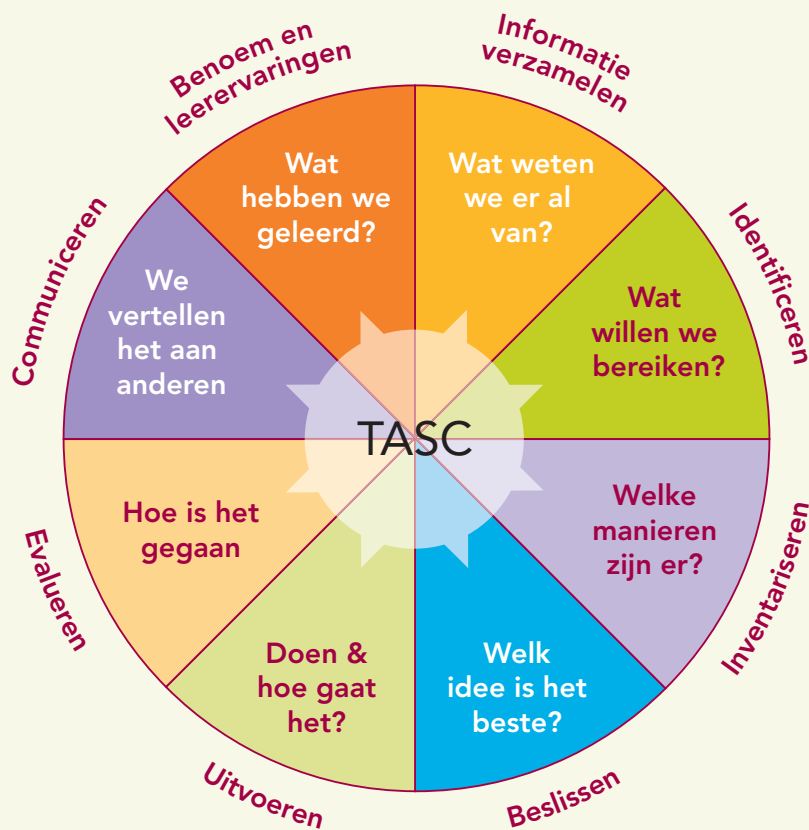 Informatie
verzamelen
Wat weten
we er al
van?
Identificeren
Wat
willen we
bereiken?
Inventariseren
Welke
manieren
zijn er?
Beslissen
Welk
idee is het
beste?
Uitvoeren
Doen &
hoe gaat
het?
Evalueren
Hoe is het
gegaan
Communiceren
We
vertellen
het aan
anderen
Benoem en
leerervaringen
Wat
hebben we
geleerd?
TASC